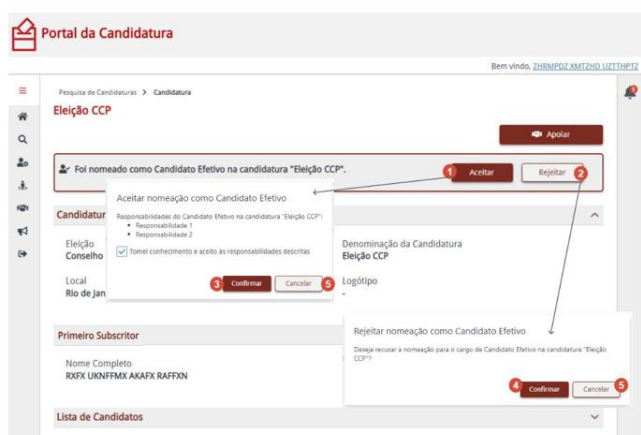 Portal da Candidatura
Bem vindo, ZHRMPDZ XMTZHD UZTTHPTZ
Pesquisa de Candidaturas > Candidatura
Eleição CCP
1
Apoiar
Foi nomeado como Candidato Efetivo na candidatura "Eleição CCP".
1 Aceitar
Rejeitar 2
Aceitar nomeação como Candidato Efetivo
Responsabilidades do Candidato Efetivo na candidatura "Eleição CCP":
• Responsabilidade 1
• Responsabilidade 2
Tomei conhecimento e aceito as responsabilidades descritas
3 Confirmar
Cancelar 5
Candidatur
Eleição
Conselho
Denominação da Candidatura
Eleição CCP
Local
Rio de Jan
Logótipo
-
Primeiro Subscritor
Nome Completo
RXFX UKNFFMX AKAFX RAFFXN
Rejeitar nomeação como Candidato Efetivo
Deseja recusar a nomeação para o cargo de Candidato Efetivo na candidatura "Eleição
CCP"?
4 Confirmar
Cancelar 5
Lista de Candidatos